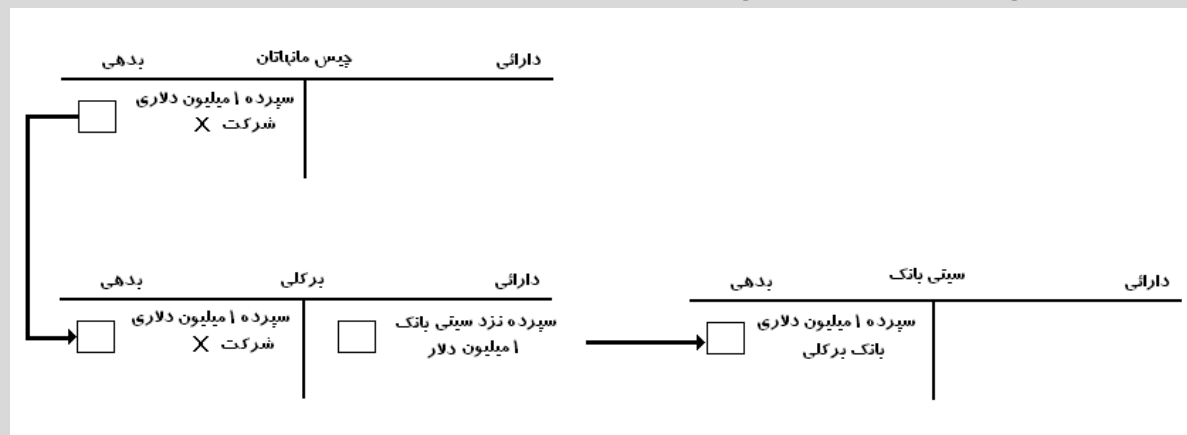 دارائی چیس مانهاتان بدهی
سپرده ۱ میلیون دلاری
شرکت X
دارائی برکلی بدهی
سپرده نزد سیتی بانک
۱ میلیون دلار
سپرده ۱ میلیون دلاری
شرکت X
دارائی سیتی بانک بدهی
سپرده ۱ میلیون دلاری
بانک برکلی